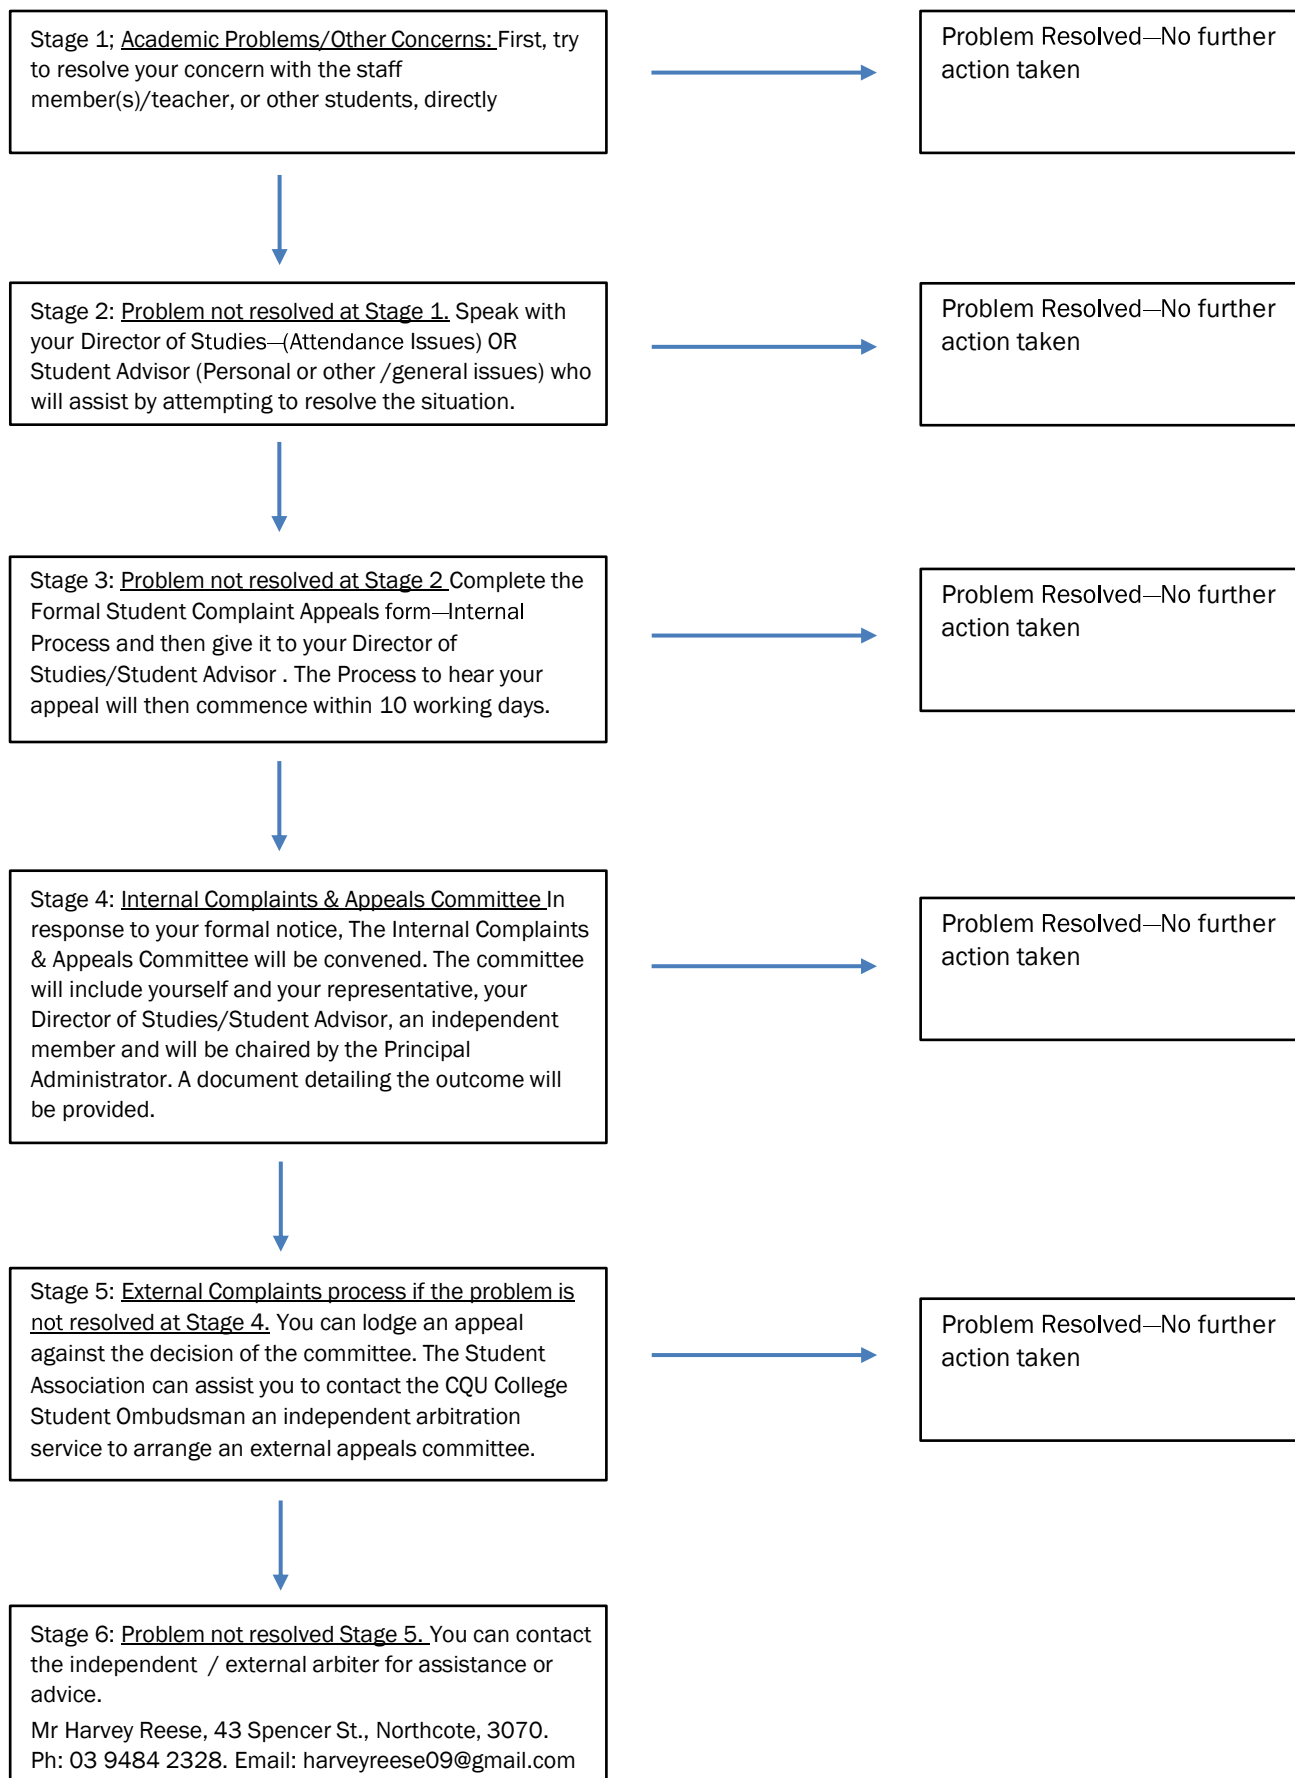 Stage 1; Academic Problems/Other Concerns: First, try
to resolve your concern with the staff
member(s)/teacher, or other students, directly
Problem Resolved—No further
action taken
Stage 2: Problem not resolved at Stage 1. Speak with
your Director of Studies—(Attendance Issues) OR
Student Advisor (Personal or other /general issues) who
will assist by attempting to resolve the situation.
Problem Resolved—No further
action taken
Stage 3: Problem not resolved at Stage 2 Complete the
Formal Student Complaint Appeals form—Internal
Process and then give it to your Director of
Studies/Student Advisor . The Process to hear your
appeal will then commence within 10 working days.
Problem Resolved—No further
action taken
Stage 4: Internal Complaints & Appeals Committee In
response to your formal notice, The Internal Complaints
& Appeals Committee will be convened. The committee
will include yourself and your representative, your
Director of Studies/Student Advisor, an independent
member and will be chaired by the Principal
Administrator. A document detailing the outcome will
be provided.
Problem Resolved—No further
action taken
Stage 5: External Complaints process if the problem is
not resolved at Stage 4. You can lodge an appeal
against the decision of the committee. The Student
Association can assist you to contact the CQU College
Student Ombudsman an independent arbitration
service to arrange an external appeals committee.
Problem Resolved—No further
action taken
Stage 6: Problem not resolved Stage 5. You can contact
the independent / external arbiter for assistance or
advice.
Mr Harvey Reese, 43 Spencer St., Northcote, 3070.
Ph: 03 9484 2328. Email: harveyreese09@gmail.com